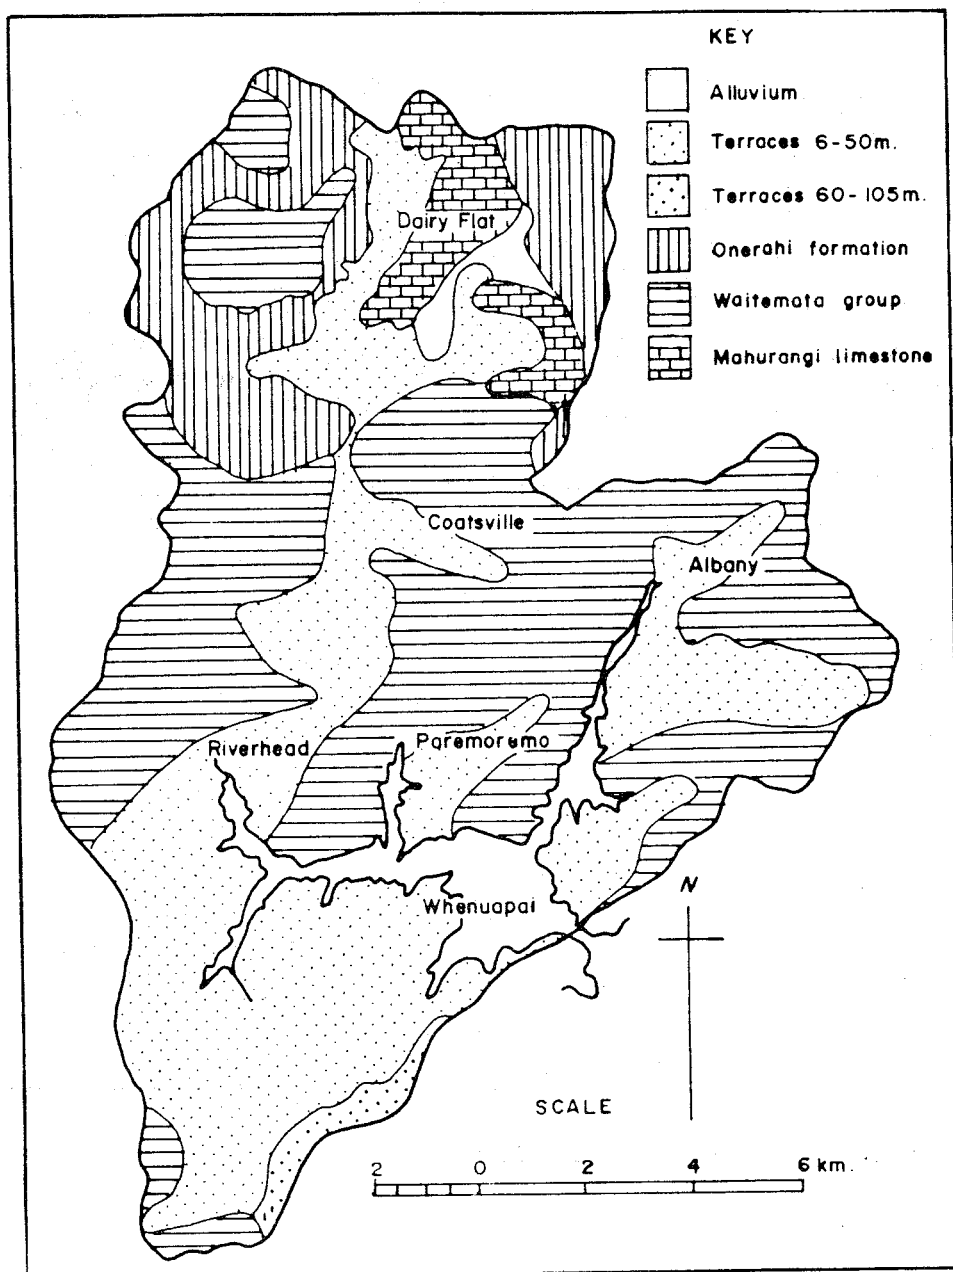 KEY
Alluvium
Terraces 6-50m.
Terraces 60-105m.
Onerahi formation
Waitemata group
Mahurangi limestone
Dairy Flat
Coatsville
Albany
Riverhead
Paremoremo
Whenuapai
N
SCALE
2 0 2 4 6 km.